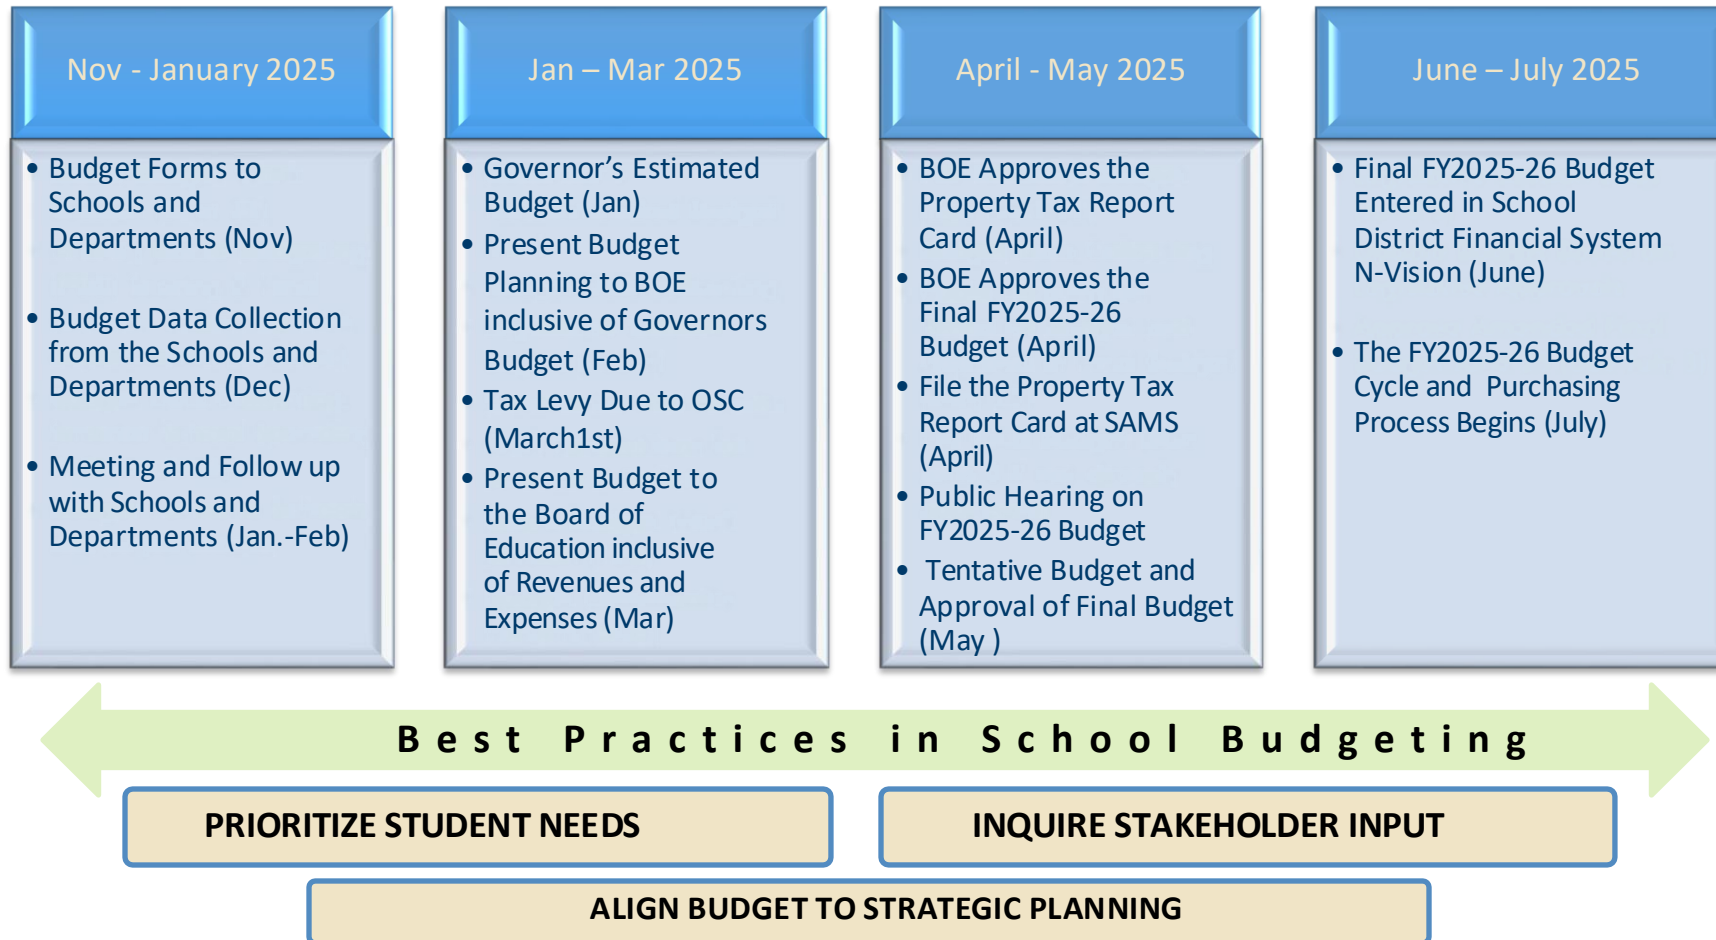 Nov - January 2025
• Budget Forms to
Schools and
Departments (Nov)
• Budget Data Collection
from the Schools and
Departments (Dec)
• Meeting and Follow up
with Schools and
Departments (Jan.-Feb)
Jan – Mar 2025
• Governor’s Estimated
Budget (Jan)
• Present Budget
Planning to BOE
inclusive of Governors
Budget (Feb)
• Tax Levy Due to OSC
(March1st)
• Present Budget to
the Board of
Education inclusive
of Revenues and
Expenses (Mar)
April - May 2025
• BOE Approves the
Property Tax Report
Card (April)
• BOE Approves the
Final FY2025-26
Budget (April)
• File the Property Tax
Report Card at SAMS
(April)
• Public Hearing on
FY2025-26 Budget
• Tentative Budget and
Approval of Final Budget
(May )
June – July 2025
• Final FY2025-26 Budget
Entered in School
District Financial System
N-Vision (June)
• The FY2025-26 Budget
Cycle and Purchasing
Process Begins (July)
Best Practices in School Budgeting
PRIORITIZE STUDENT NEEDS
INQUIRE STAKEHOLDER INPUT
ALIGN BUDGET TO STRATEGIC PLANNING